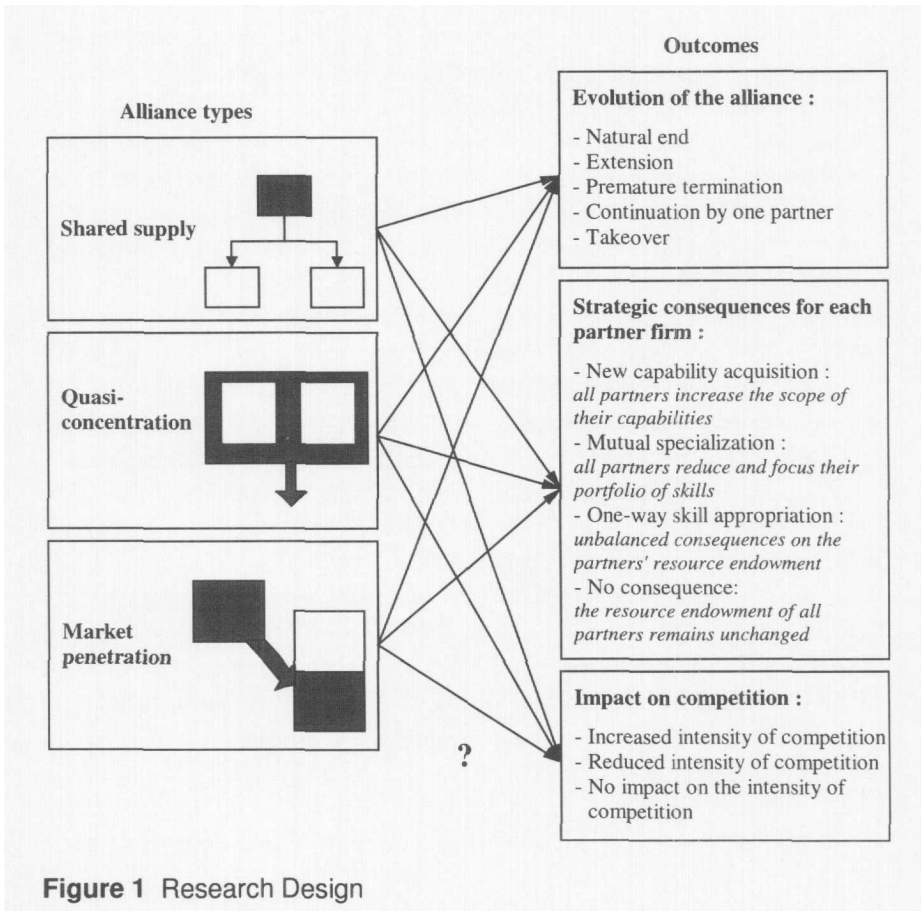 Outcomes
Alliance types
Shared supply
Quasi-
concentration
Market
penetration
Evolution of the alliance :
- Natural end
- Extension
- Premature termination
- Continuation by one partner
- Takeover
Strategic consequences for each
partner firm :
- New capability acquisition :
all partners increase the scope of
their capabilities
- Mutual specialization :
all partners reduce and focus their
portfolio of skills
- One-way skill appropriation :
unbalanced consequences on the
partners' resource endowment
- No consequence:
the resource endowment of all
partners remains unchanged
Impact on competition :
- Increased intensity of competition
- Reduced intensity of competition
- No impact on the intensity of
competition
?
Figure 1 Research Design